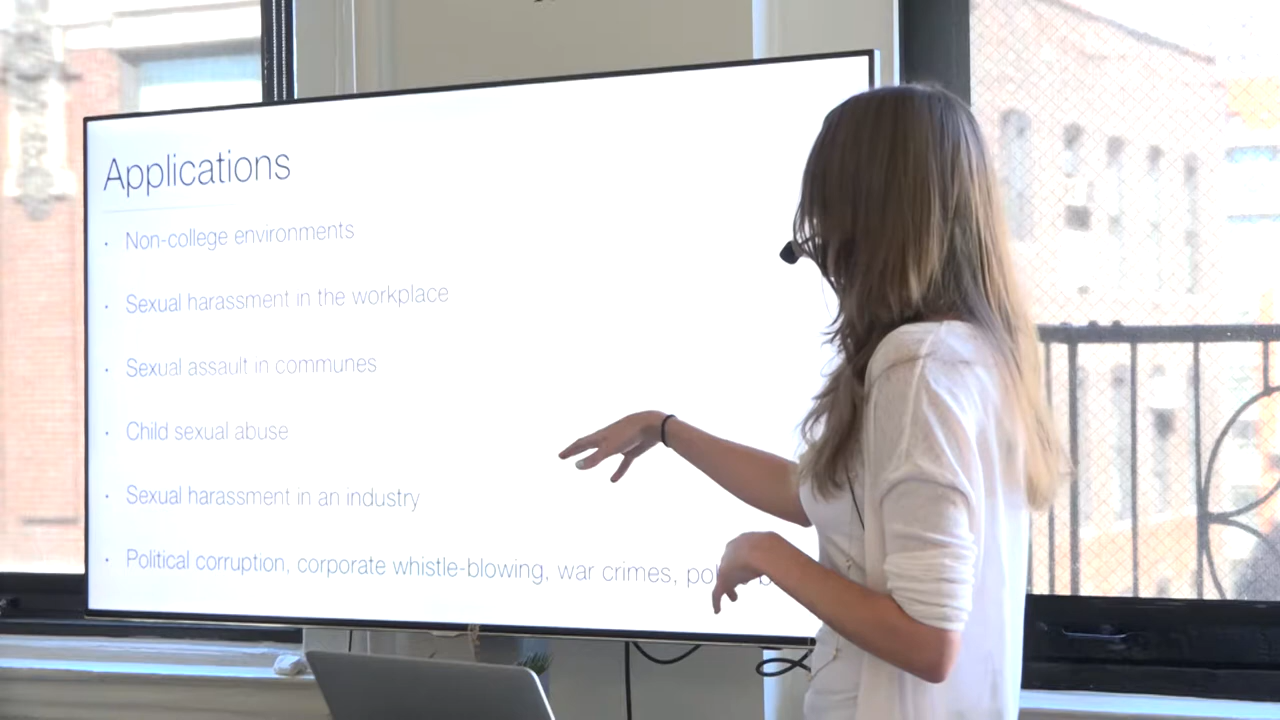 Applications
Non-college environments
Sexual harassment in the workplace
Sexual assault in communes
Child sexual abuse
Sexual harassment in an industry
Political corruption, corporate whistle-blowing, war crimes,